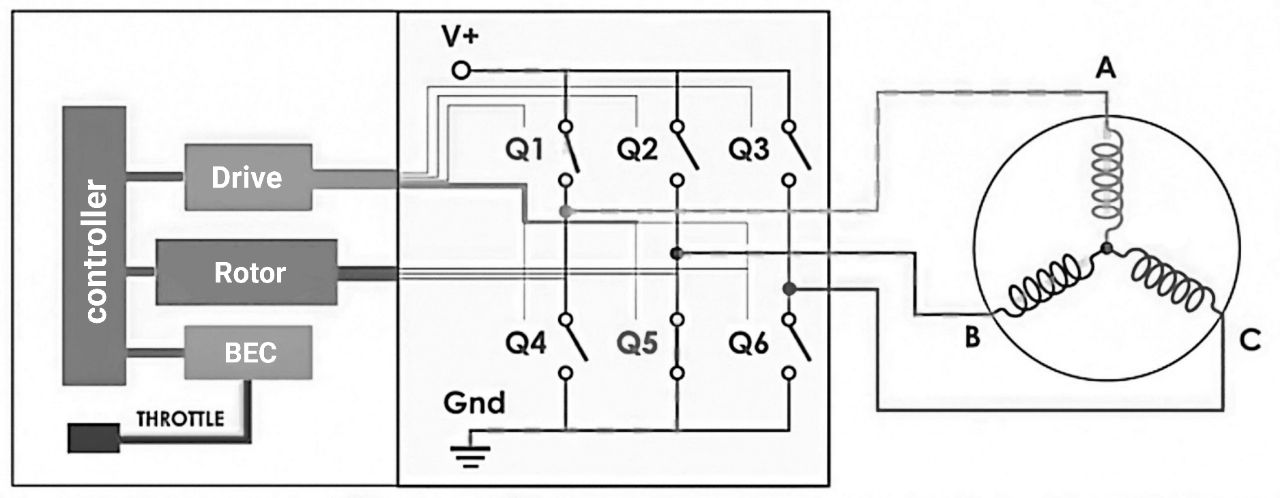 controller
Drive
Rotor
BEC
THROTTLE
V+
Q1
Q2
Q3
Q4
Q5
Q6
Gnd
A
B
C